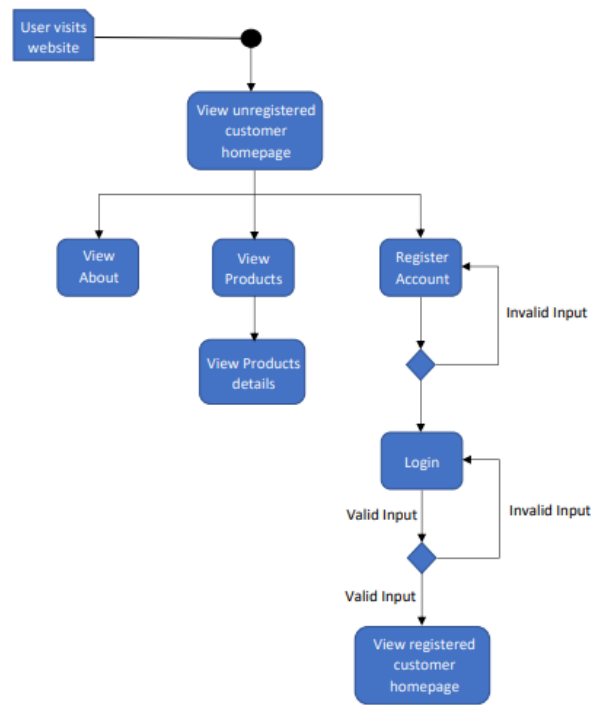 User visits
website
View unregistered
customer
homepage
View
About
View
Products
Register
Account
Invalid Input
View Products
details
Login
Valid Input
Invalid Input
Valid Input
View registered
customer
homepage